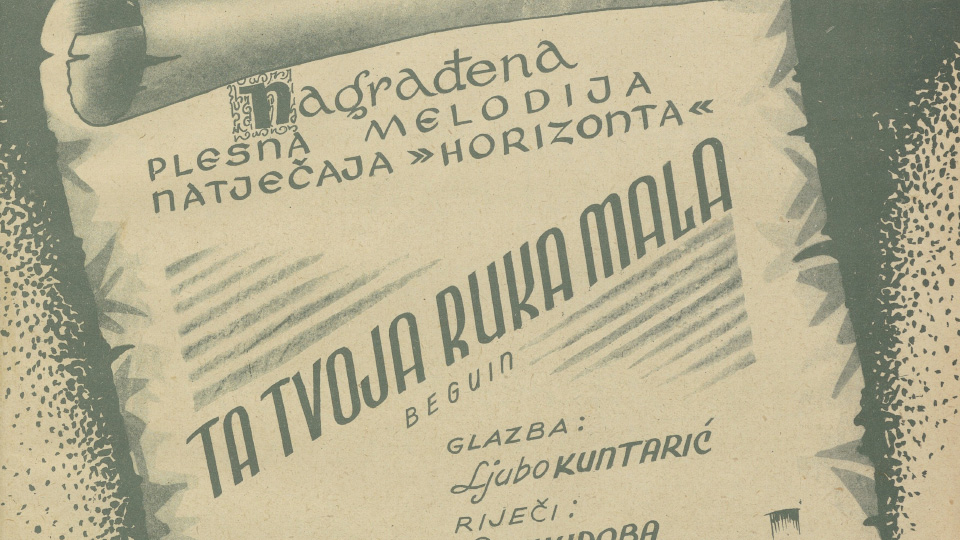 Nagrađena
PLESNA MELODIJA
NATJEČAJA »HORIZONTA«
TA TVOJA RUKA MALA
BEGUIN
GLAZBA:
Ljubo KUNTARIĆ
RIJEČI: